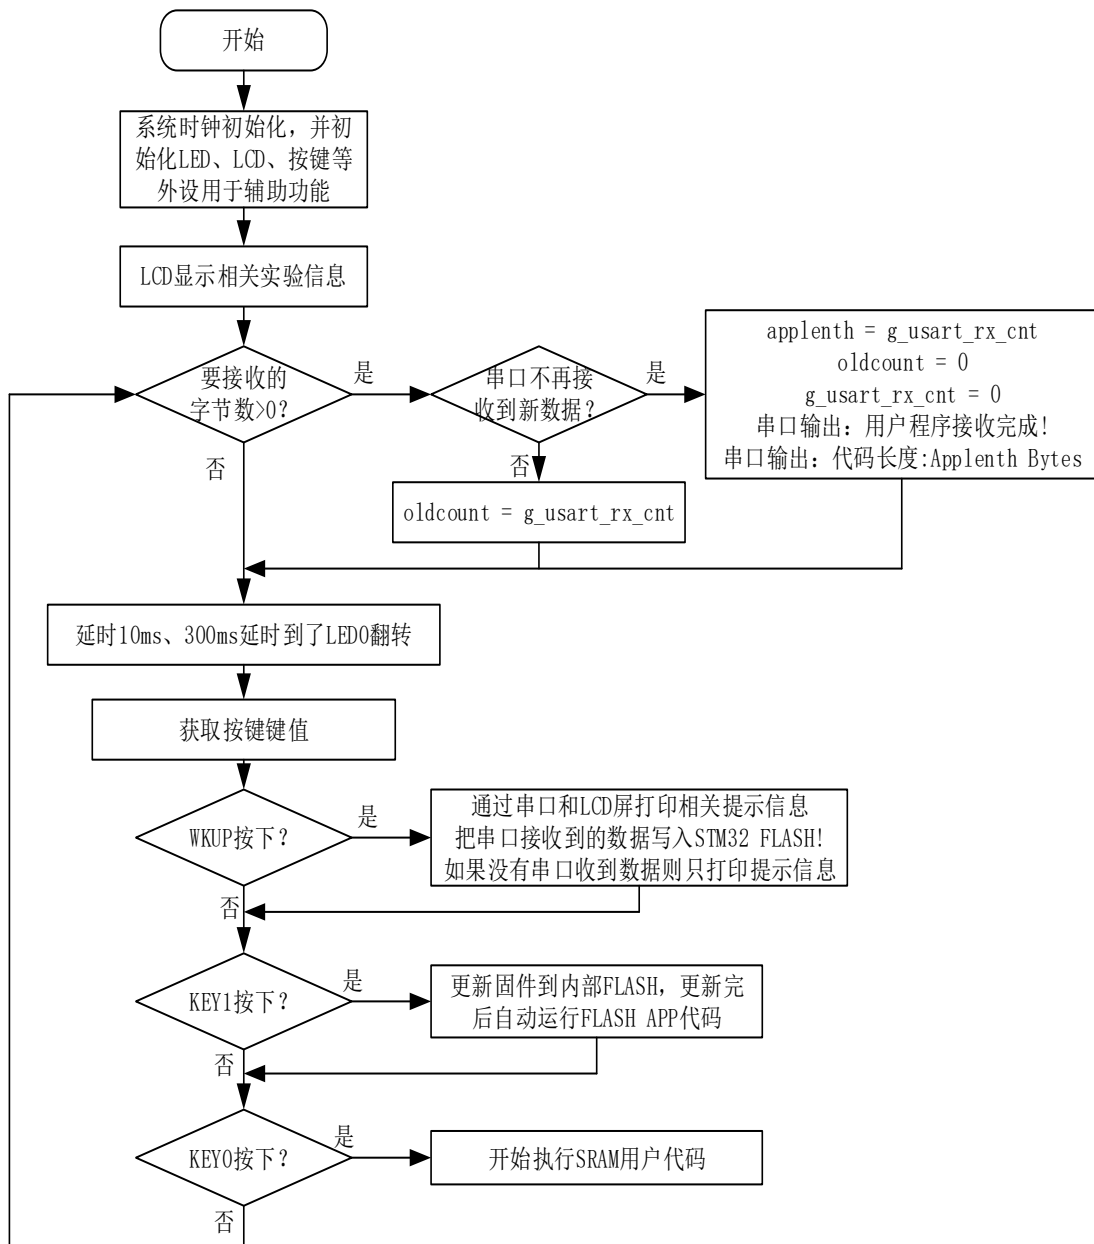 开始
系统时钟初始化，并初
始化LED、LCD、按键等
外设用于辅助功能
LCD显示相关实验信息
要接收的
字节数>0？
是
串口不再接
收到新数据？
是
applenth = g_usart_rx_cnt
oldcount = 0
g_usart_rx_cnt = 0
串口输出：用户程序接收完成!
串口输出：代码长度:Applenth Bytes
否
否
oldcount = g_usart_rx_cnt
延时10ms、300ms延时到了LED0翻转
获取按键键值
WKUP按下？
是
通过串口和LCD屏打印相关提示信息
把串口接收到的数据写入STM32 FLASH!
如果没有串口收到数据则只打印提示信息
否
KEY1按下？
是
更新固件到内部FLASH，更新完
后自动运行FLASH APP代码
否
KEY0按下？
是
开始执行SRAM用户代码
否